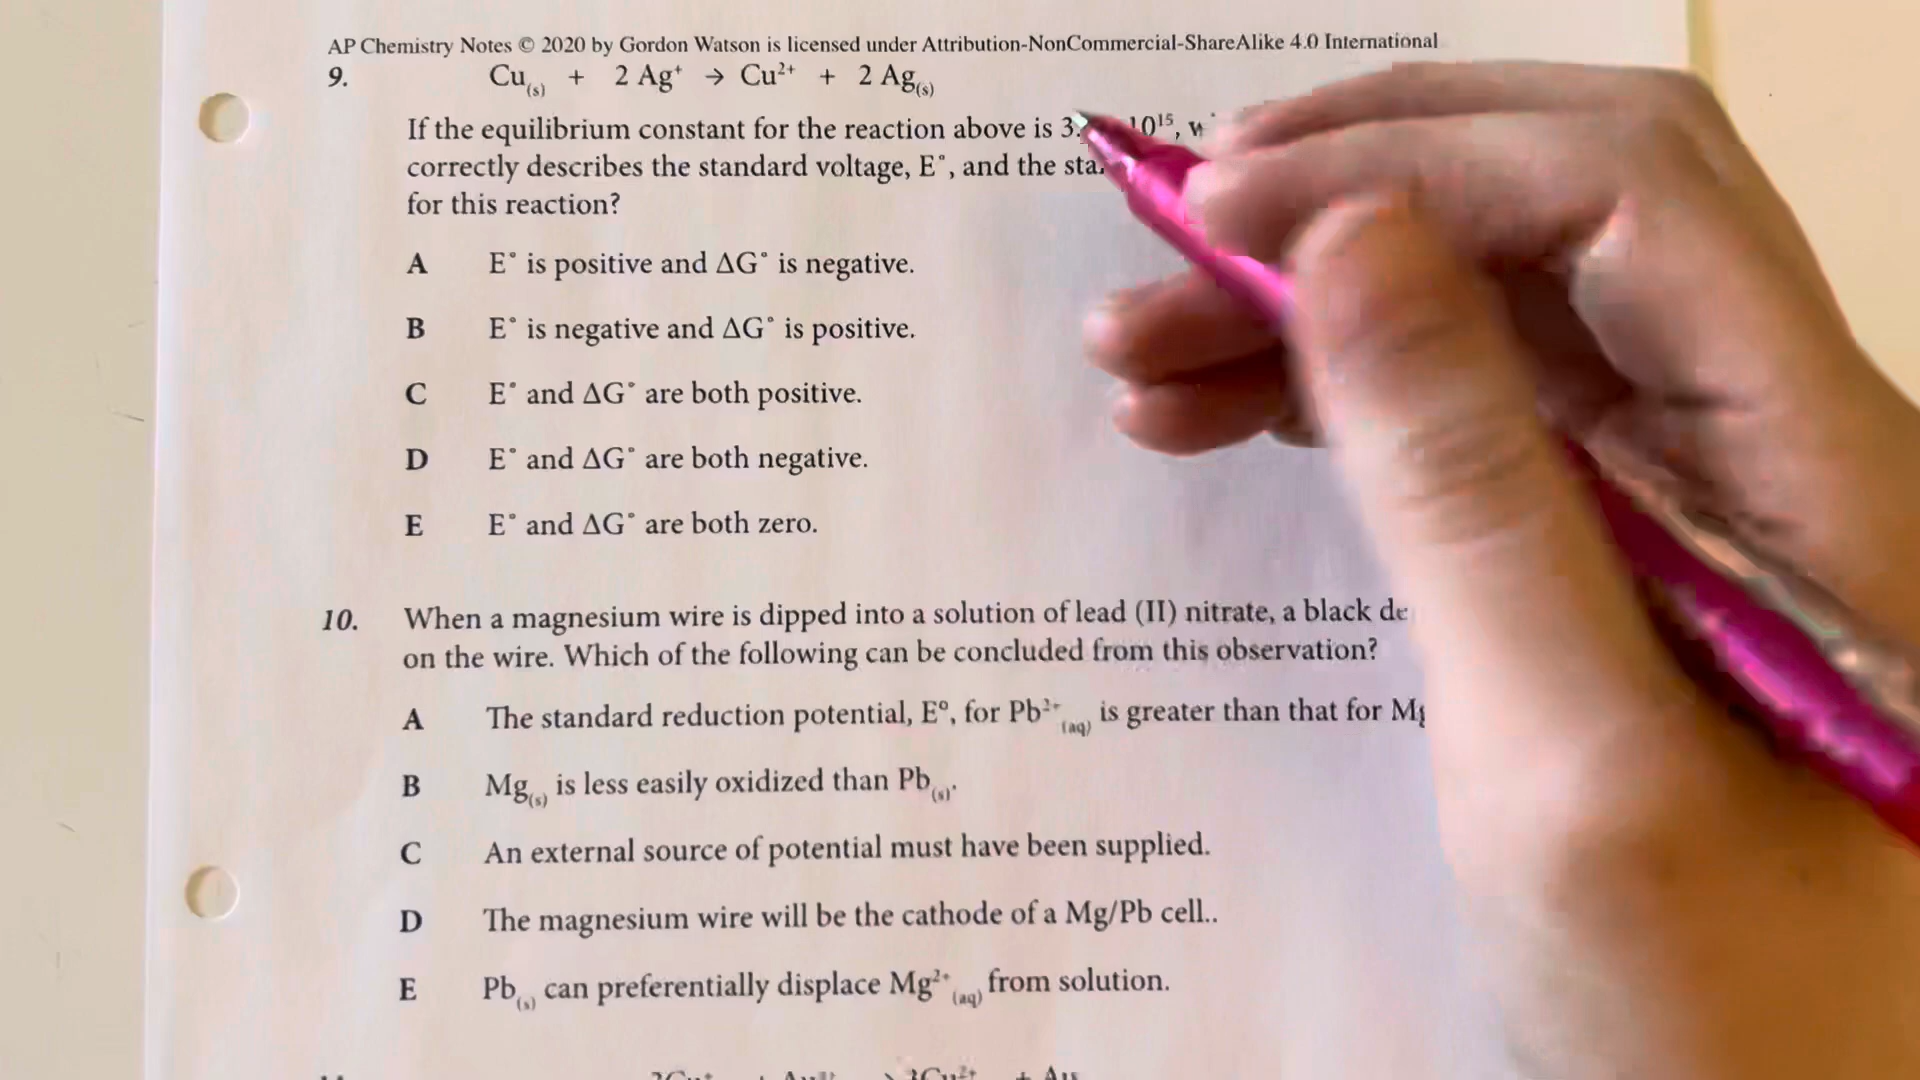 AP Chemistry Notes © 2020 by Gordon Watson is licensed under Attribution-NonCommercial-ShareAlike 4.0 International
9. Cu(s) + 2 Ag⁺ → Cu²⁺ + 2 Ag(s)
If the equilibrium constant for the reaction above is 3. 10¹⁵,
correctly describes the standard voltage, E°, and the
for this reaction?
A E° is positive and ΔG° is negative.
B E° is negative and ΔG° is positive.
C E° and ΔG° are both positive.
D E° and ΔG° are both negative.
E E° and ΔG° are both zero.
10. When a magnesium wire is dipped into a solution of lead (II) nitrate, a black
on the wire. Which of the following can be concluded from this observation?
A The standard reduction potential, E°, for Pb²⁺(aq) is greater than that for
B Mg(s) is less easily oxidized than Pb(s).
C An external source of potential must have been supplied.
D The magnesium wire will be the cathode of a Mg/Pb cell..
E Pb(s) can preferentially displace Mg²⁺(aq) from solution.